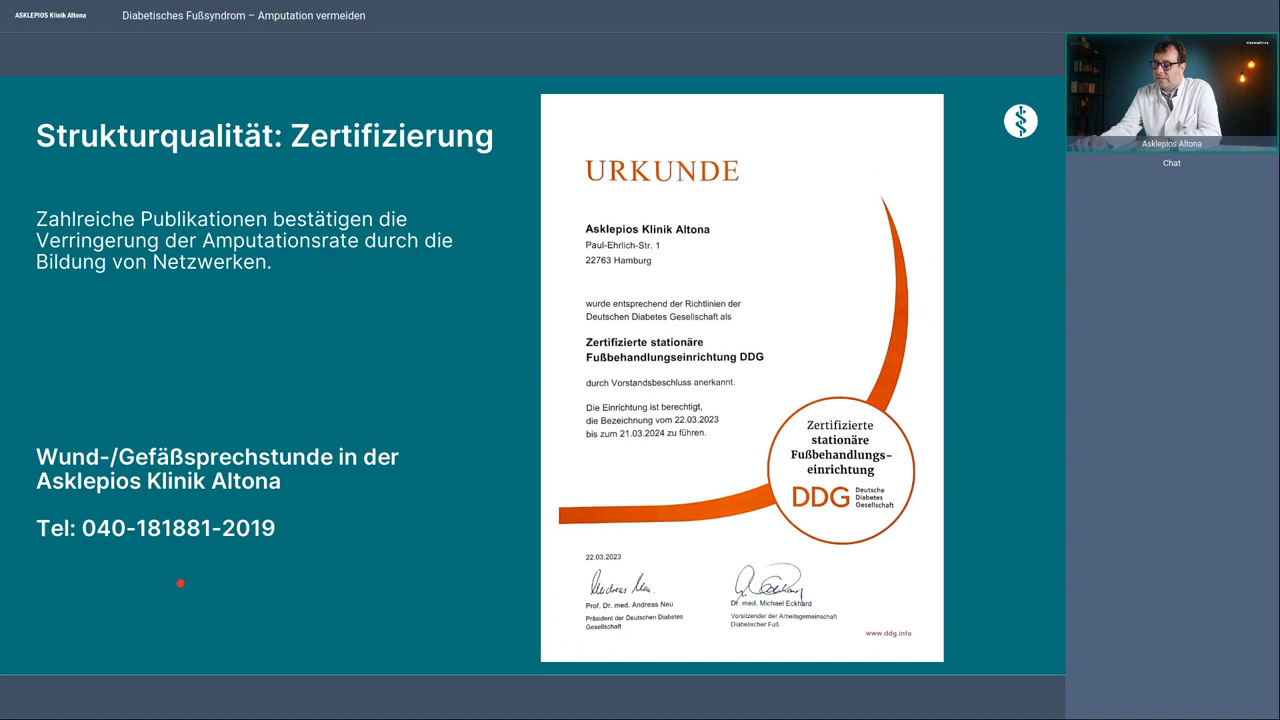 ASKLEPIOS Klinik Altona
Diabetisches Fußsyndrom – Amputation vermeiden
Strukturqualität: Zertifizierung
Zahlreiche Publikationen bestätigen die
Verringerung der Amputationsrate durch die
Bildung von Netzwerken.
Wund-/Gefäßsprechstunde in der
Asklepios Klinik Altona
Tel: 040-181881-2019
URKUNDE
Asklepios Klinik Altona
Paul-Ehrlich-Str. 1
22763 Hamburg
wurde entsprechend der Richtlinien der
Deutschen Diabetes Gesellschaft als
Zertifizierte stationäre
Fußbehandlungseinrichtung DDG
durch Vorstandsbeschluss anerkannt.
Die Einrichtung ist berechtigt,
die Bezeichnung vom 22.03.2023
bis zum 21.03.2024 zu führen.
Zertifizierte
stationäre
Fußbehandlungs-
einrichtung
DDG
Deutsche
Diabetes
Gesellschaft
22.03.2023
Prof. Dr. med. Andreas Neu
Präsident der Deutschen Diabetes
Gesellschaft
Dr. med. Michael Eckhard
Vorsitzender der Arbeitsgemeinschaft
Diabetischer Fuß
www.ddg.info
Asklepios Altona
Chat